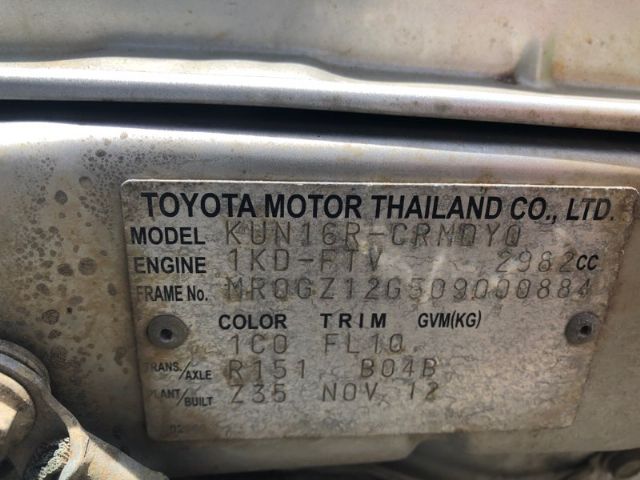 TOYOTA MOTOR THAILAND CO., LTD.
MODEL KUN16R-CRMDYQ
ENGINE 1KD-FTV 2982CC
FRAME No. MR0GZ12G509000884
COLOR TRIM GVM(KG)
1C0 FL10
TRANS./AXLE R151 B04B
PLANT/BUILT Z35 NOV 12